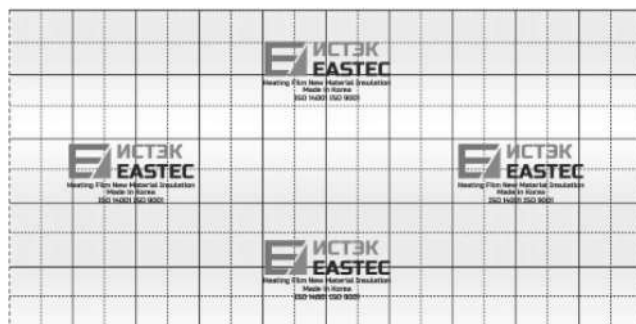 ИСТЭК
EASTEC
Heating Film New Material Insulation
Made in Korea
ISO 14001 ISO 9001
ИСТЭК
EASTEC
Heating Film New Material Insulation
Made in Korea
ISO 14001 ISO 9001
ИСТЭК
EASTEC
Heating Film New Material Insulation
Made in Korea
ISO 14001 ISO 9001
ИСТЭК
EASTEC
Heating Film New Material Insulation
Made in Korea
ISO 14001 ISO 9001